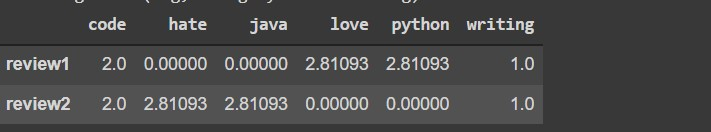 code hate java love python writing
review1 2.0 0.00000 0.00000 2.81093 2.81093 1.0
review2 2.0 2.81093 2.81093 0.00000 0.00000 1.0